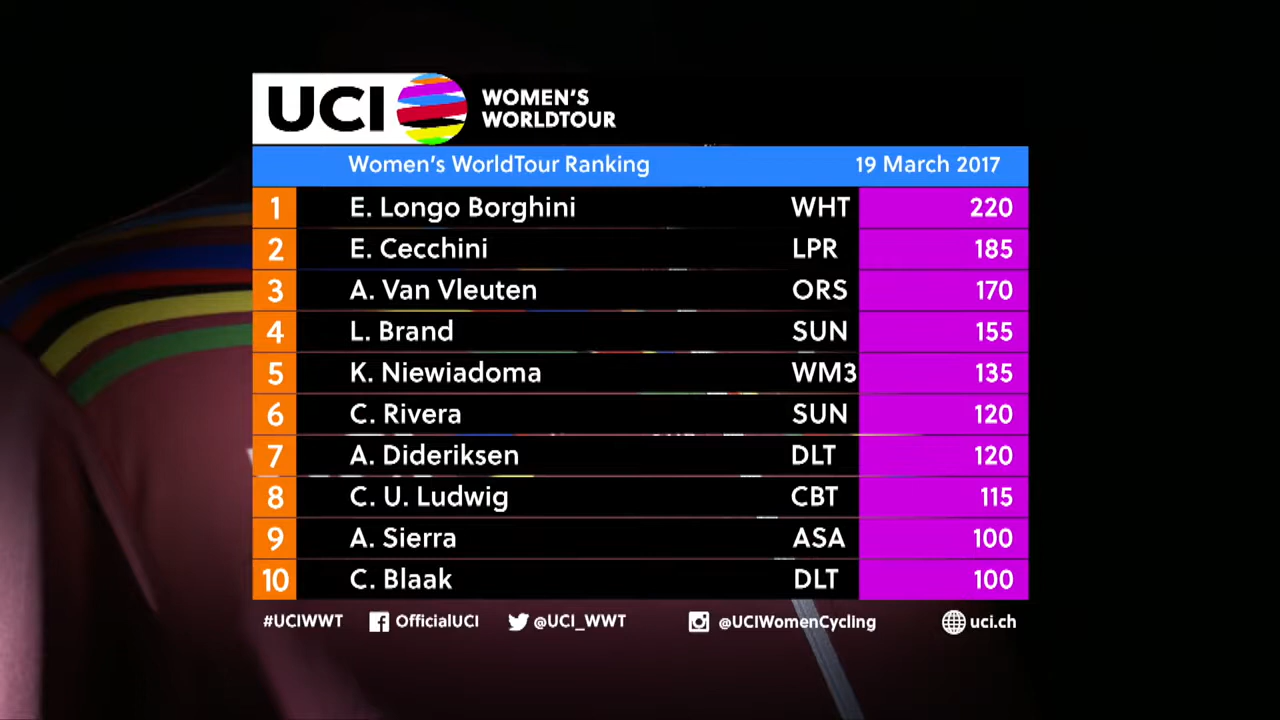 UCI WOMEN'S
WORLDTOUR
Women's WorldTour Ranking 19 March 2017
1 E. Longo Borghini WHT 220
2 E. Cecchini LPR 185
3 A. Van Vleuten ORS 170
4 L. Brand SUN 155
5 K. Niewiadoma WM3 135
6 C. Rivera SUN 120
7 A. Dideriksen DLT 120
8 C. U. Ludwig CBT 115
9 A. Sierra ASA 100
10 C. Blaak DLT 100
#UCIWWT OfficialUCI @UCI_WWT @UCIWomenCycling uci.ch